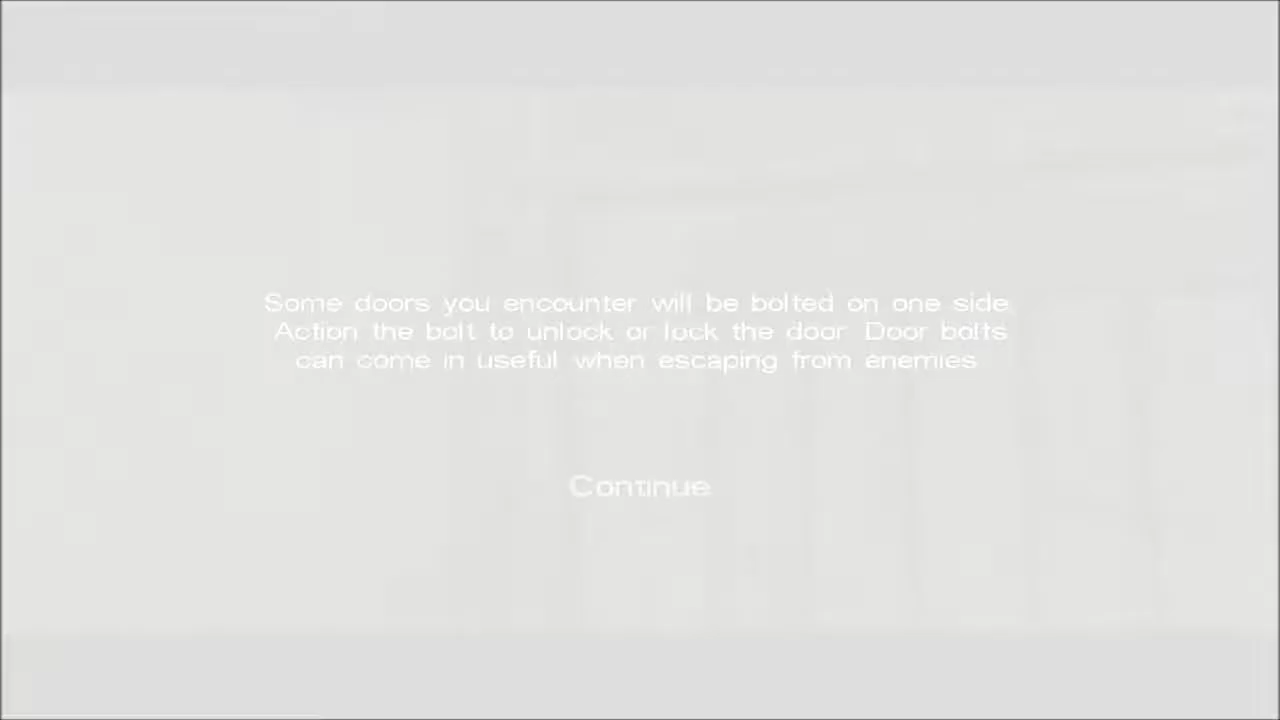 Some doors you encounter will be bolted on one side.
Action the bolt to unlock or lock the door. Door bolts
can come in useful when escaping from enemies.
Continue